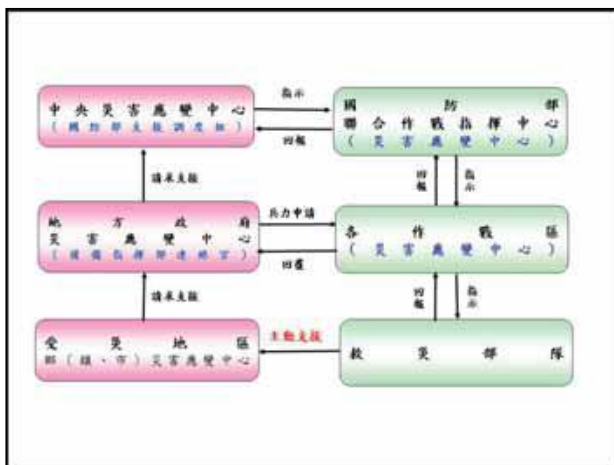 中央災害應變中心
(國防部支援調度組)
指示
回報
國防部
聯合作戰指揮中心
(災害應變中心)
請求支援
回報
指示
地方政府
災害應變中心
(後備指揮部連絡官)
兵力申請
回覆
各作戰區
(災害應變中心)
請求支援
回報
指示
受災地區
鄉(鎮、市)災害應變中心
主動支援
救災部隊